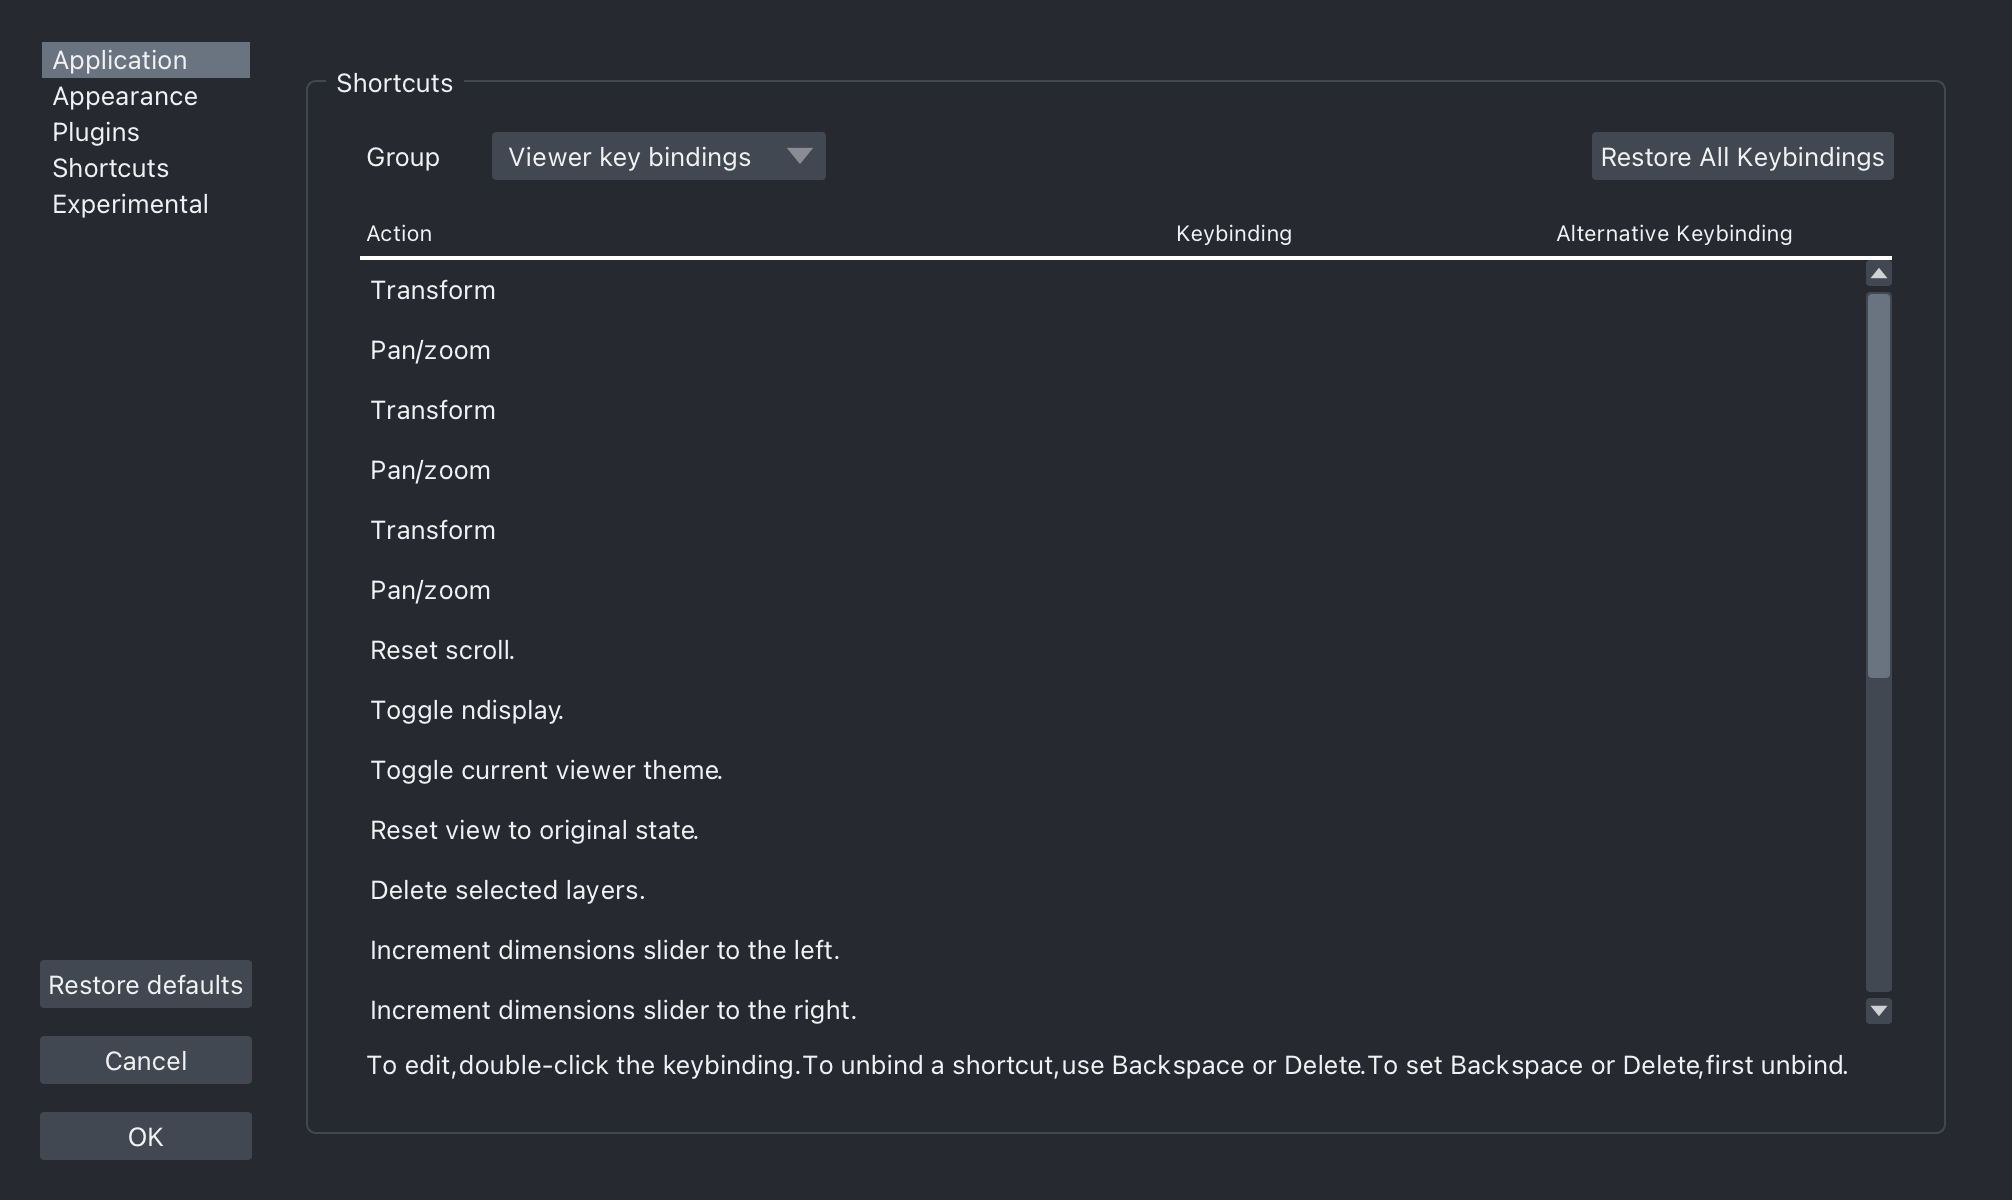 Application
Appearance
Plugins
Shortcuts
Experimental
Restore defaults
Cancel
OK
Shortcuts
Group Viewer key bindings Restore All Keybindings
Action Keybinding Alternative Keybinding
Transform
Pan/zoom
Transform
Pan/zoom
Transform
Pan/zoom
Reset scroll.
Toggle ndisplay.
Toggle current viewer theme.
Reset view to original state.
Delete selected layers.
Increment dimensions slider to the left.
Increment dimensions slider to the right.
To edit,double-click the keybinding.To unbind a shortcut,use Backspace or Delete.To set Backspace or Delete,first unbind.